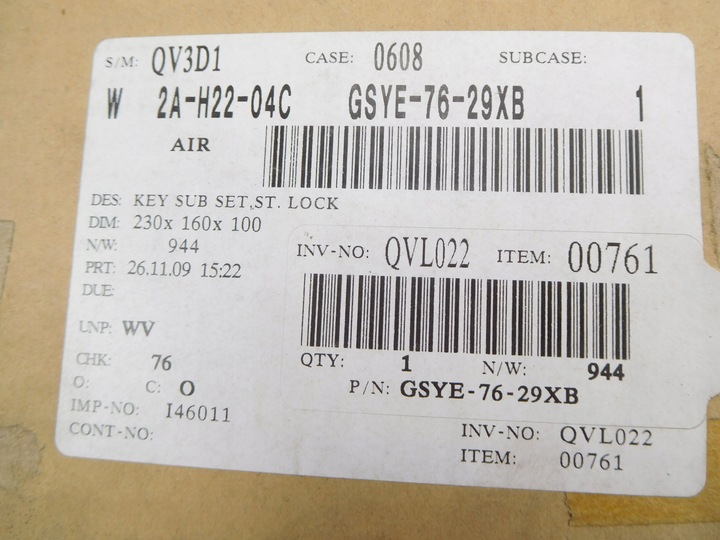 S/M: QV3D1 CASE: 0608 SUBCASE:
W 2A-H22-04C GSYE-76-29XB 1
AIR
DES: KEY SUB SET,ST. LOCK
DIM: 230x 160x 100
N/W: 944
PRT: 26.11.09 15:22
DUE:
UNP: WV
CHK: 76
O: C: O
IMP-NO: I46011
CONT-NO:
INV-NO: QVL022 ITEM: 00761
QTY: 1 N/W: 944
P/N: GSYE-76-29XB
INV-NO: QVL022
ITEM: 00761